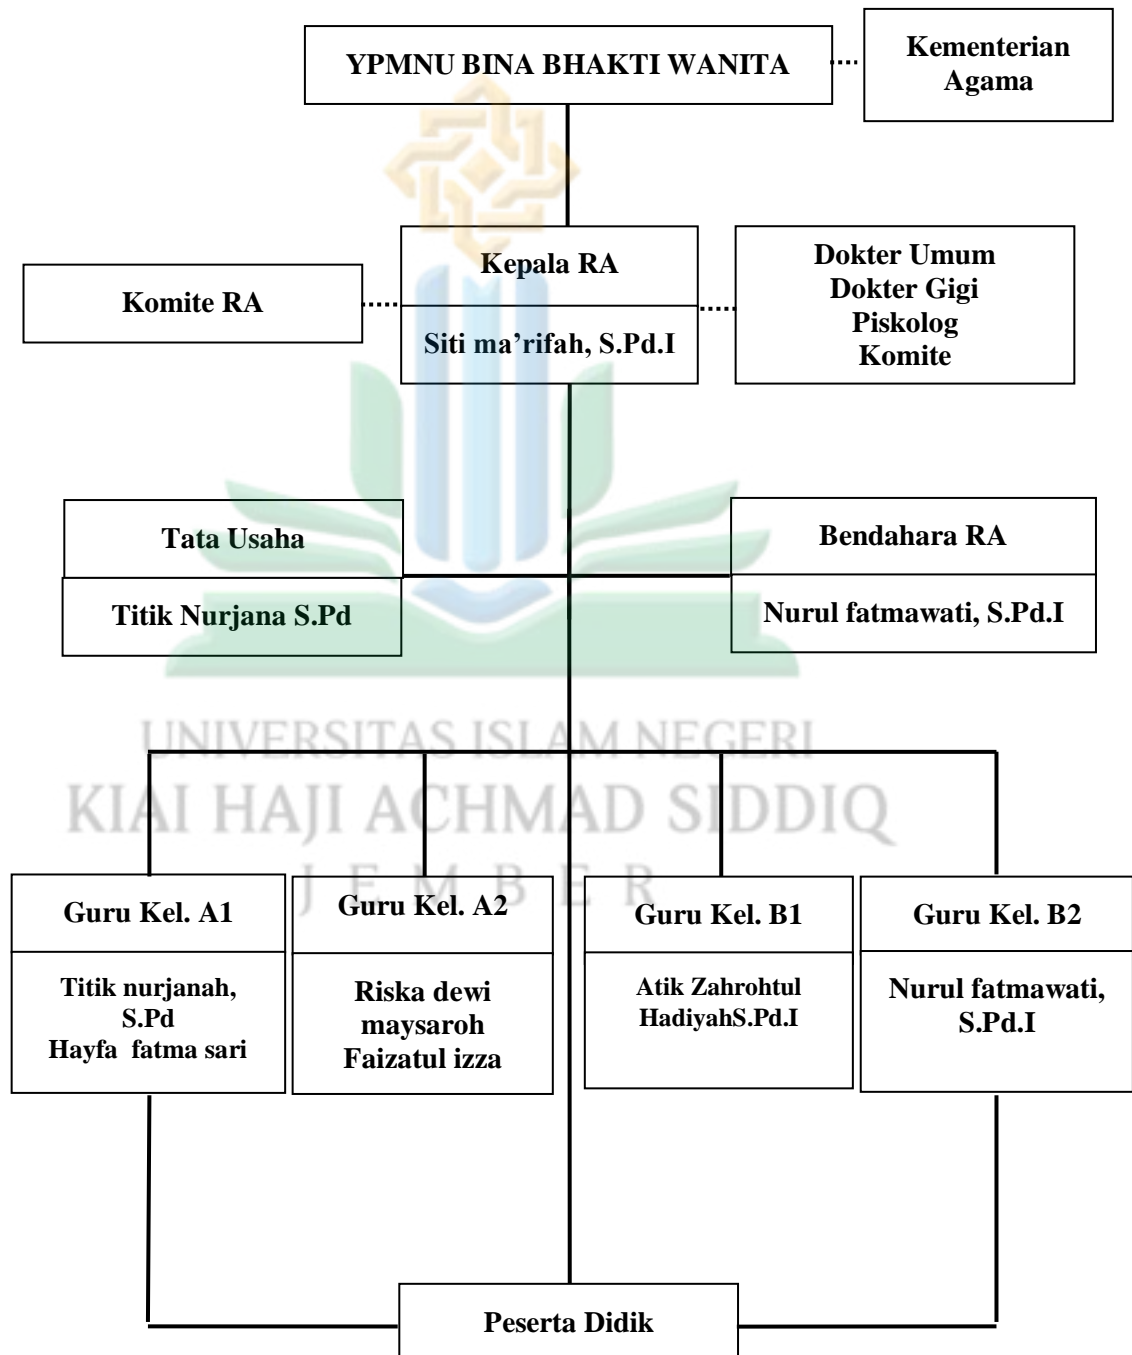 YPMNU BINA BHAKTI WANITA
Kementerian
Agama
Komite RA
Kepala RA
Siti ma’rifah, S.Pd.I
Dokter Umum
Dokter Gigi
Piskolog
Komite
Tata Usaha
Titik Nurjana S.Pd
Bendahara RA
Nurul fatmawati, S.Pd.I
UNIVERSITAS ISLAM NEGERI
KIAI HAJI ACHMAD SIDDIQ
J E M B E R
Guru Kel. A1
Titik nurjanah,
S.Pd
Hayfa fatma sari
Guru Kel. A2
Riska dewi
maysaroh
Faizatul izza
Guru Kel. B1
Atik Zahrohtul
HadiyahS.Pd.I
Guru Kel. B2
Nurul fatmawati,
S.Pd.I
Peserta Didik